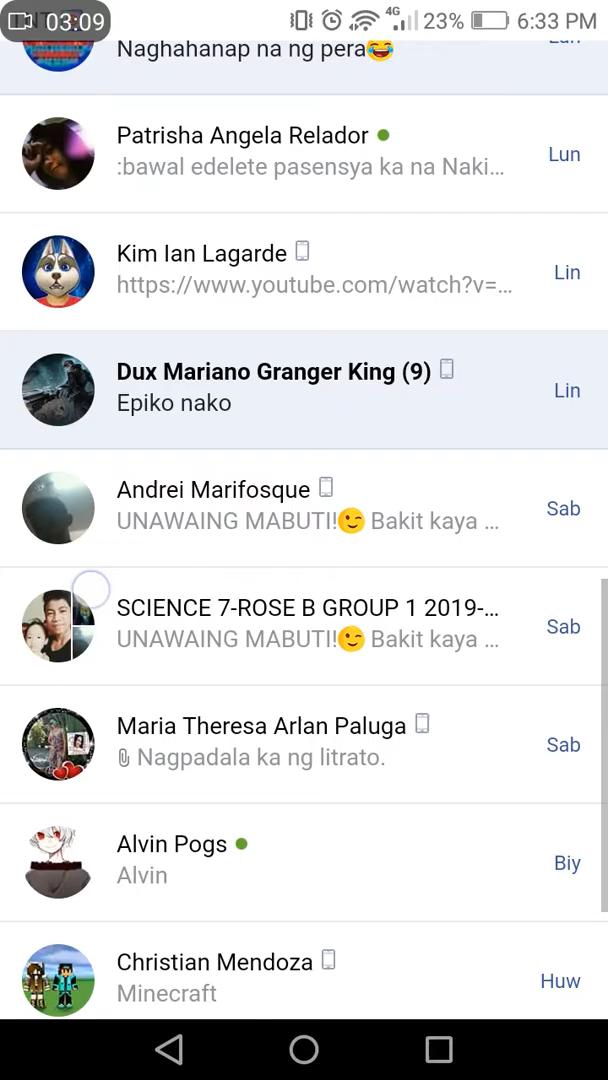 03:09 4G 23% 6:33 PM
Naghahanap na ng pera😂
Patrisha Angela Relador
:bawal edelete pasensya ka na Naki...
Lun
Kim Ian Lagarde
https://www.youtube.com/watch?v=...
Lin
Dux Mariano Granger King (9)
Epiko nako
Lin
Andrei Marifosque
UNAWAING MABUTI!😉 Bakit kaya ...
Sab
SCIENCE 7-ROSE B GROUP 1 2019-...
UNAWAING MABUTI!😉 Bakit kaya ...
Sab
Maria Theresa Arlan Paluga
Nagpadala ka ng litrato.
Sab
Alvin Pogs
Alvin
Biy
Christian Mendoza
Minecraft
Huw